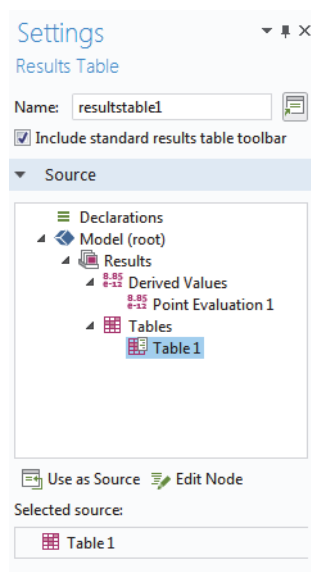 Settings
Results Table
Name: resultstable1
Include standard results table toolbar
Source
Declarations
Model (root)
Results
8.85
e-12 Derived Values
8.85
e-12 Point Evaluation 1
Tables
Table 1
Use as Source Edit Node
Selected source:
Table 1